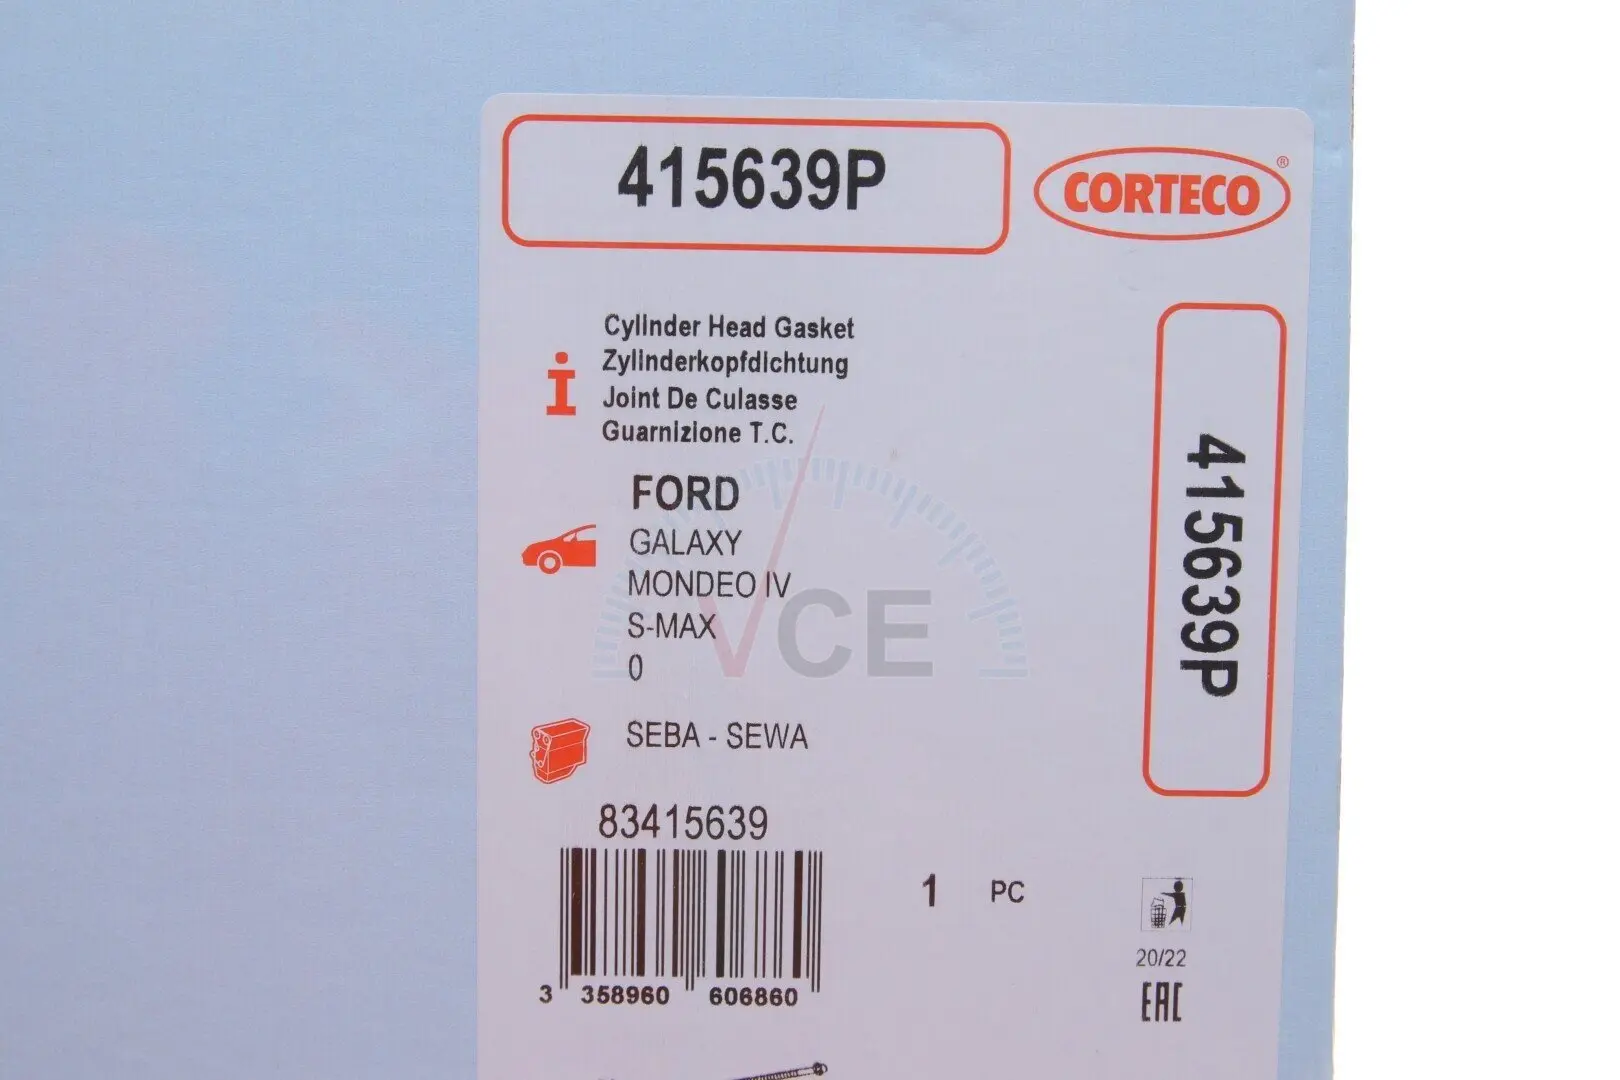 415639P
CORTECO®
Cylinder Head Gasket
Zylinderkopfdichtung
Joint De Culasse
Guarnizione T.C.
FORD
GALAXY
MONDEO IV
S-MAX
0
VCE
SEBA - SEWA
415639P
83415639
3 358960 606860
1 PC
20/22
EAC